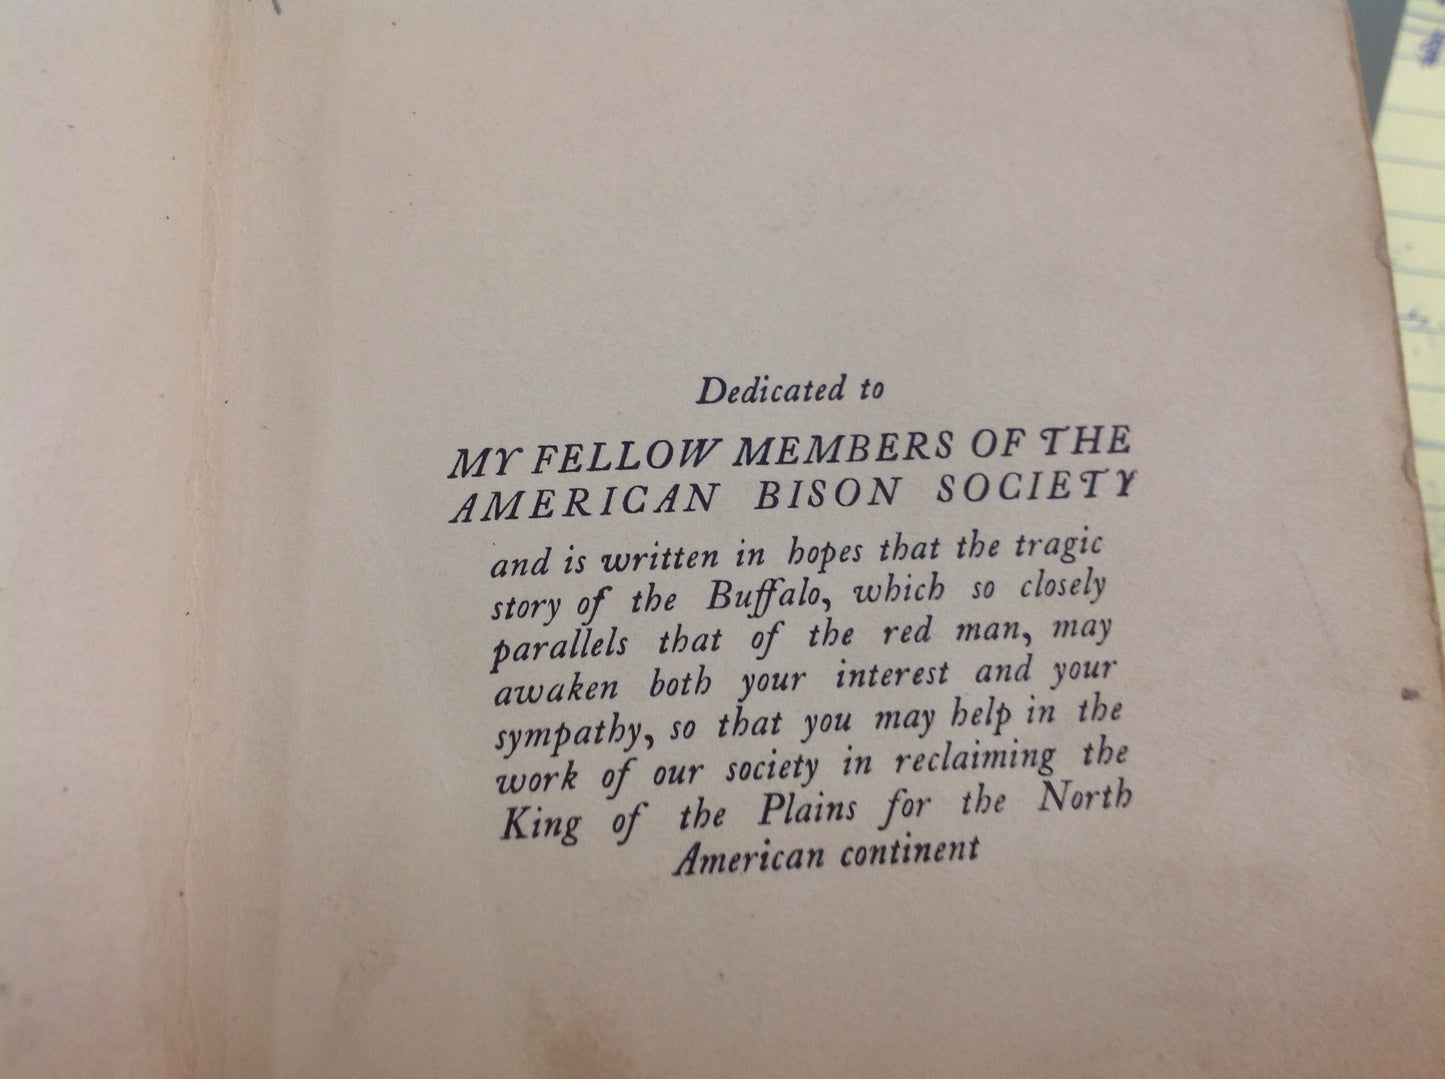 Dedicated to
MY FELLOW MEMBERS OF THE
AMERICAN BISON SOCIETY
and is written in hopes that the tragic
story of the Buffalo, which so closely
parallels that of the red man, may
awaken both your interest and your
sympathy, so that you may help in the
work of our society in reclaiming the
King of the Plains for the North
American continent